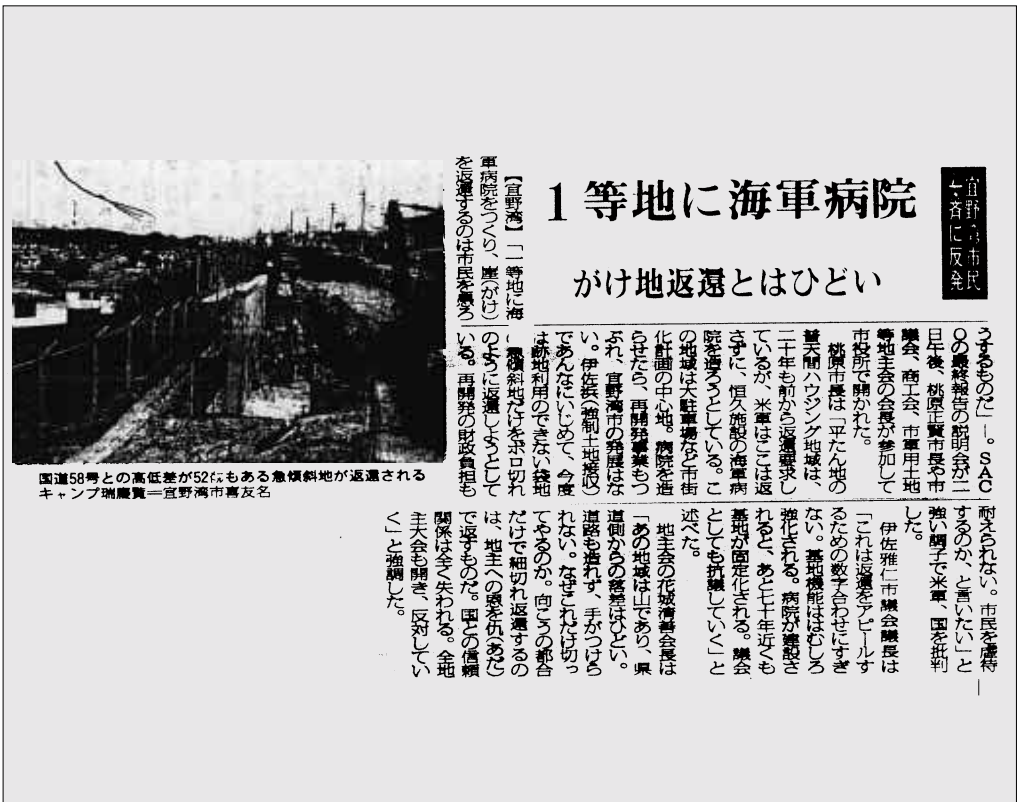 宜野湾市民
一斉に反発
1等地に海軍病院
がけ地返還とはひどい
【宜野湾】「一等地に海
軍病院をつくり、崖(がけ)
を返還するのは市民を愚ろ
うするものだ」―。SAC
Oの最終報告の説明会が二
日午後、桃原正賢市長や市
議会、商工会、市軍用土地
等地主会の会長が参加して
市役所で開かれた。
桃原市長は「平たん地の
普天間ハウジング地域は、
二十年も前から返還要求し
ているが、米軍はここは返
さずに、恒久施設の海軍病
院を造ろうとしている。こ
の地域は大駐車場など市街
化計画の中心地。病院を造
らせたら、再開発事業もつ
ぶれ、宜野湾市の発展はな
い。伊佐浜(強制土地接収)
であんなにいじめて、今度
は跡地利用のできない袋地
、急傾斜地だけをボロ切れ
のように返還しようとして
いる。再開発の財政負担も
耐えられない。市民を虐待
するのか、と言いたい」と
強い調子で米軍、国を批判
した。
伊佐雅仁市議会議長は
「これは返還をアピールす
るための数字合わせにすぎ
ない。基地機能ははむしろ
強化される。病院が建設さ
れると、あと七十年近くも
基地が固定化される。議会
としても抗議していく」と
述べた。
地主会の花城清善会長は
「あの地域は山であり、県
道側からの落差はひどい。
道路も造れず、手がつけら
れない。なぜこれだけ切っ
てやるのか。向こうの都合
だけで細切れ返還するの
は、地主への恩を仇(あだ)
で返すものだ。国との信頼
関係は全く失われる。全地
主大会も開き、反対してい
く」と強調した。
国道58号との高低差が52㍍もある急傾斜地が返還される
キャンプ瑞慶覧=宜野湾市喜友名